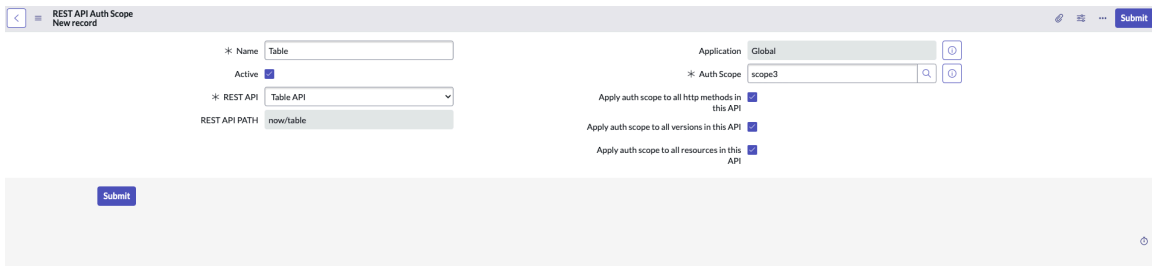 REST API Auth Scope
New record
Submit
* Name Table
Active
* REST API Table API
REST API PATH now/table
Application Global
* Auth Scope scope3
Apply auth scope to all http methods in
this API
Apply auth scope to all versions in this API
Apply auth scope to all resources in this
API
Submit